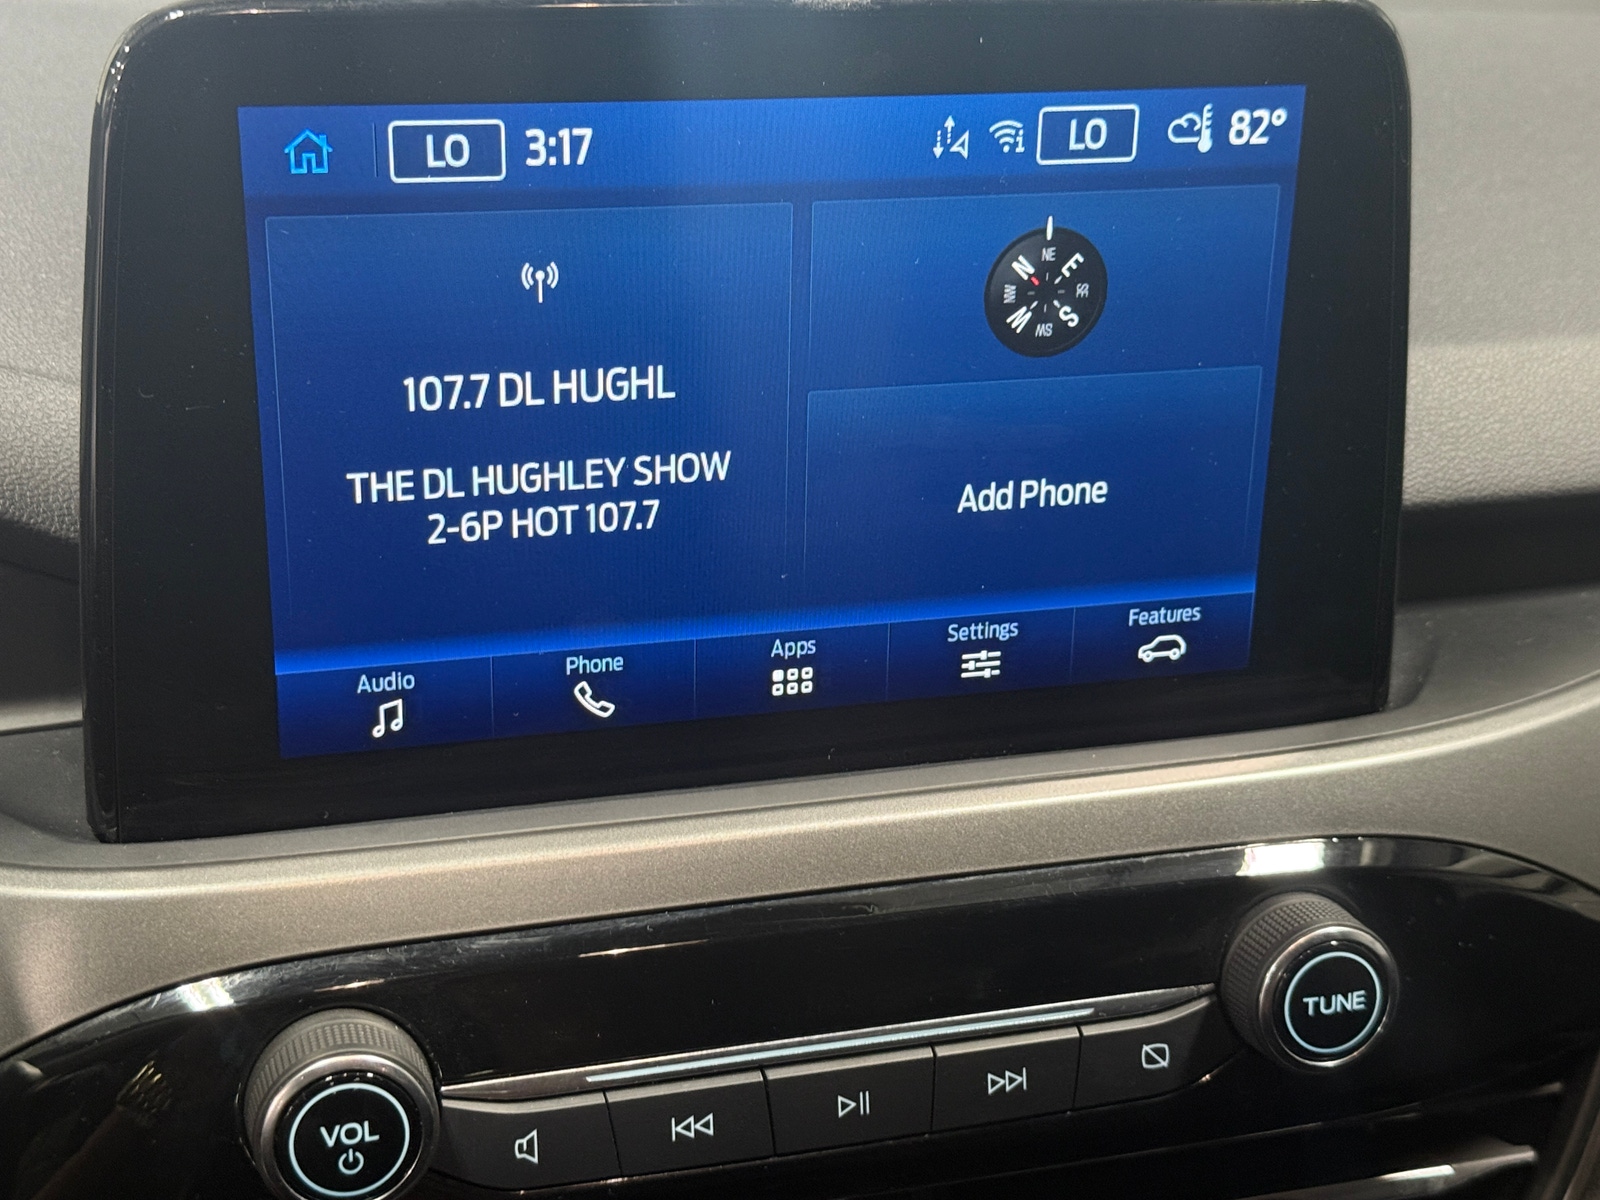 LO 3:17 LO 82°
107.7 DL HUGHL
THE DL HUGHLEY SHOW
2-6P HOT 107.7
NE
N E
NW SE
W S
SW
Add Phone
Audio Phone Apps Settings Features
VOL
TUNE